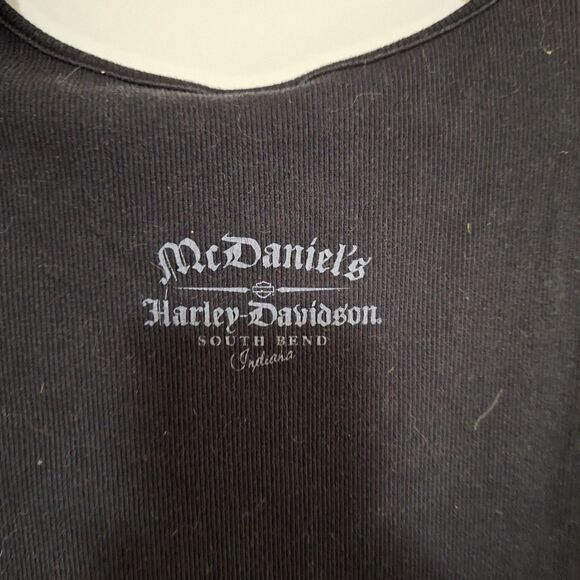 McDaniel's
Harley-Davidson®
SOUTH BEND
Indiana